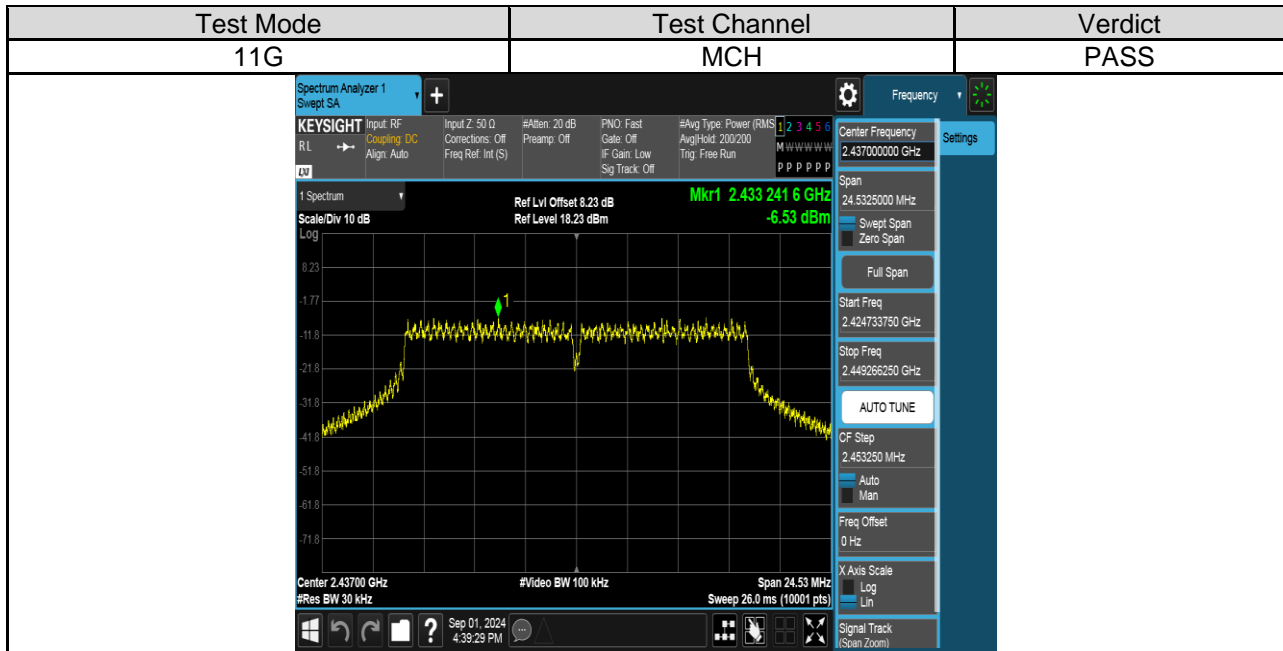 Test Mode Test Channel Verdict
11G MCH PASS
Spectrum Analyzer 1
Swept SA
+
Frequency
KEYSIGHT Input: RF Input Z: 50 Ω #Atten: 20 dB PNO: Fast #Avg Type: Power (RMS 1 2 3 4 5 6
RL Coupling: DC Corrections: Off Preamp: Off Gate: Off Avg|Hold: 200/200 M W W W W W
Align: Auto Freq Ref: Int (S) IF Gain: Low Trig: Free Run
LXI Sig Track: Off P P P P P P
1 Spectrum
Scale/Div 10 dB
Ref Lvl Offset 8.23 dB
Ref Level 18.23 dBm
Mkr1 2.433 241 6 GHz
-6.53 dBm
Log
8.23
-1.77
-11.8
-21.8
-31.8
-41.8
-51.8
-61.8
-71.8
1
Center 2.43700 GHz #Video BW 100 kHz Span 24.53 MHz
#Res BW 30 kHz Sweep 26.0 ms (10001 pts)
Center Frequency
2.437000000 GHz
Settings
Span
24.5325000 MHz
Swept Span
Zero Span
Full Span
Start Freq
2.424733750 GHz
Stop Freq
2.449266250 GHz
AUTO TUNE
CF Step
2.453250 MHz
Auto
Man
Freq Offset
0 Hz
X Axis Scale
Log
Lin
Signal Track
(Span Zoom)
?
Sep 01, 2024
4:39:29 PM